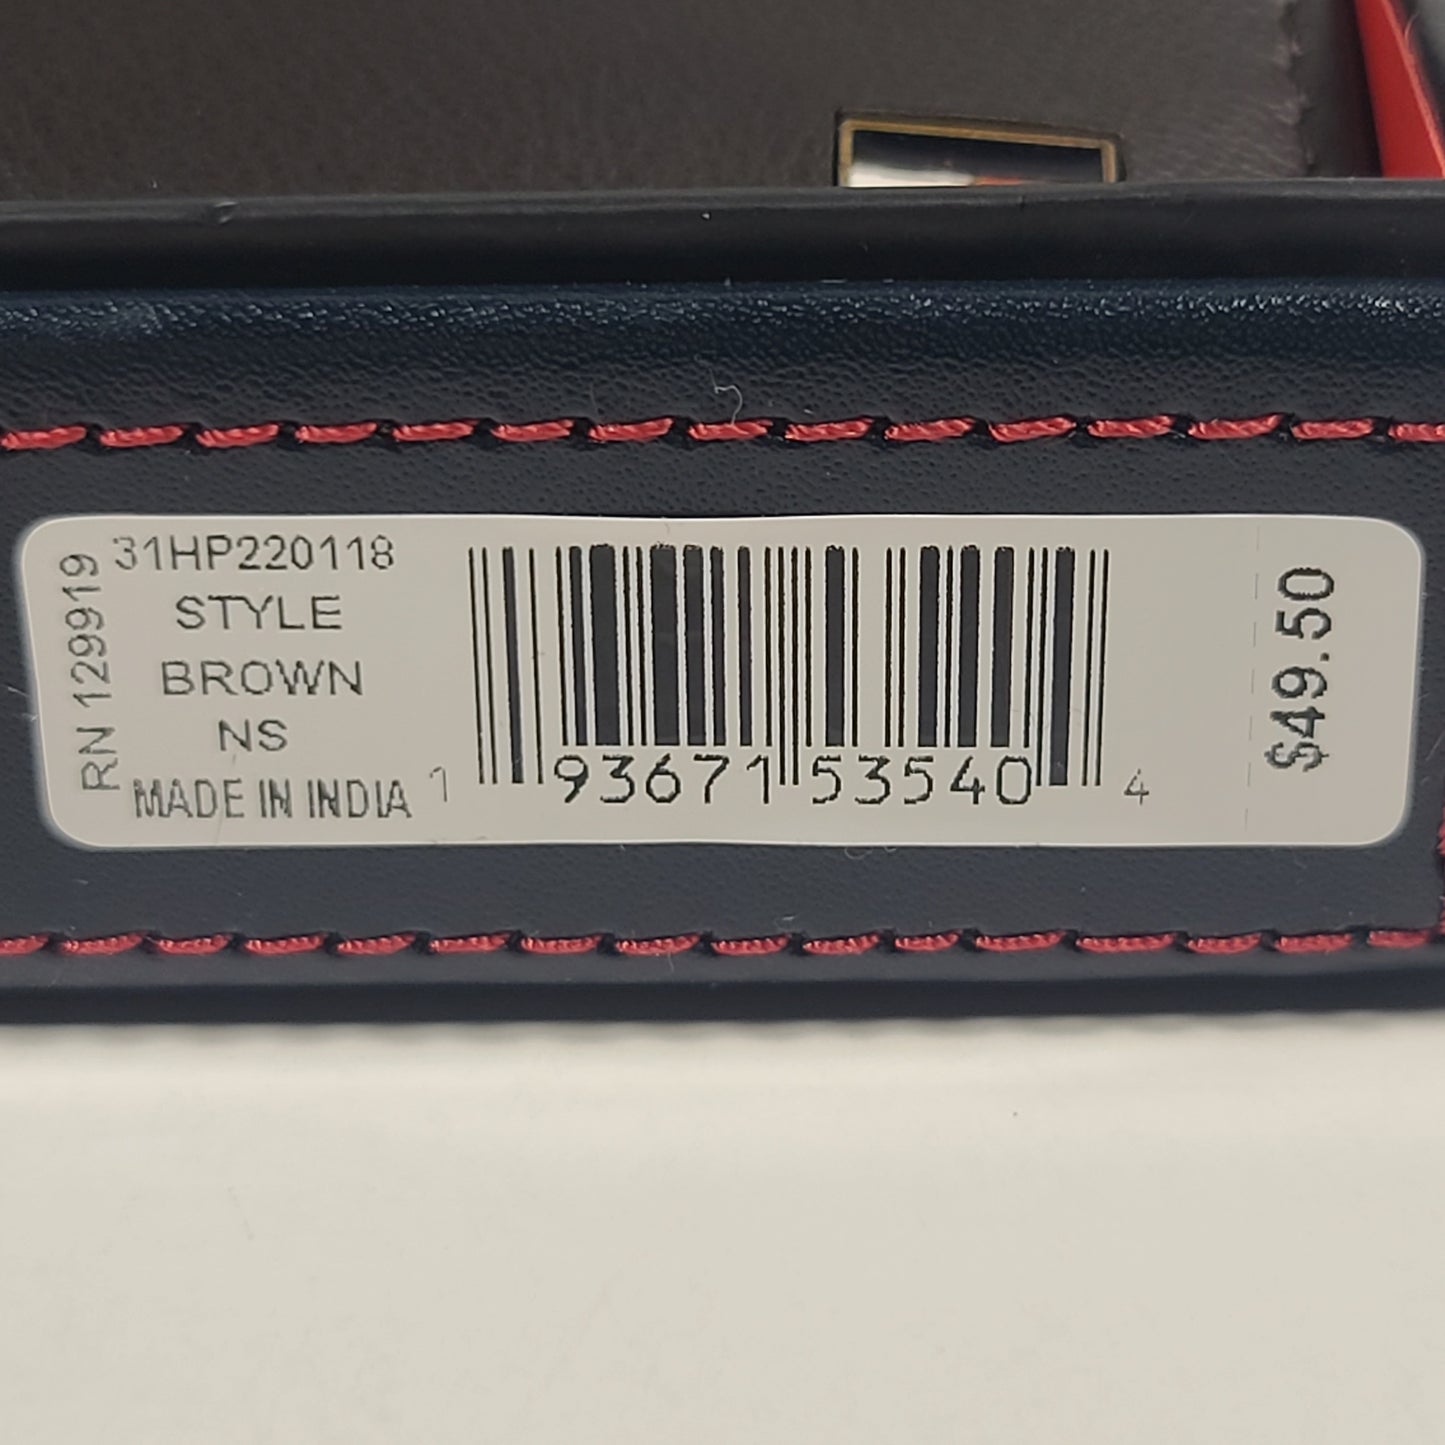 RN 129919
31HP220118
STYLE
BROWN
NS
MADE IN INDIA
1 93671 53540 4
$49.50